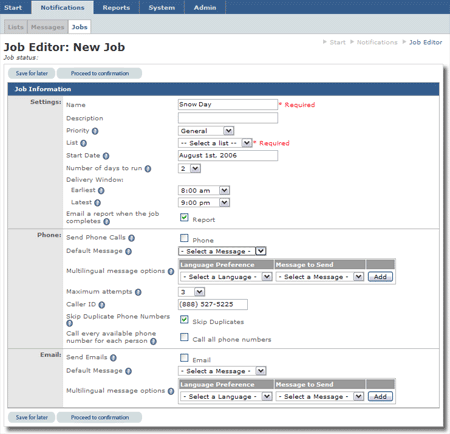 Start Notifications Reports System Admin
Lists Messages Jobs
Job Editor: New Job
Start Notifications Job Editor
Job status:
Save for later Proceed to confirmation
Job Information
Settings:
Name Snow Day * Required
Description
Priority General
List -- Select a list -- * Required
Start Date August 1st, 2006
Number of days to run 2
Delivery Window:
Earliest 8:00 am
Latest 9:00 pm
Email a report when the job
completes Report
Phone:
Send Phone Calls Phone
Default Message - Select a Message -
Language Preference Message to Send
Multilingual message options - Select a Language - - Select a Message - Add
Maximum attempts 3
Caller ID (888) 527-5225
Skip Duplicate Phone Numbers Skip Duplicates
Call every available phone
number for each person Call all phone numbers
Email:
Send Emails Email
Default Message - Select a Message -
Language Preference Message to Send
Multilingual message options - Select a Language - - Select a Message - Add
Save for later Proceed to confirmation